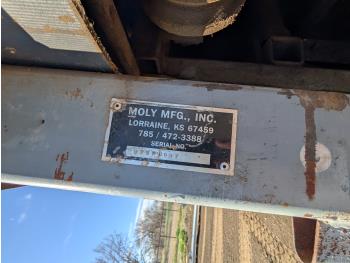 MOLY MFG., INC.
LORRAINE, KS 67459
785 / 472-3388
SERIAL NO.